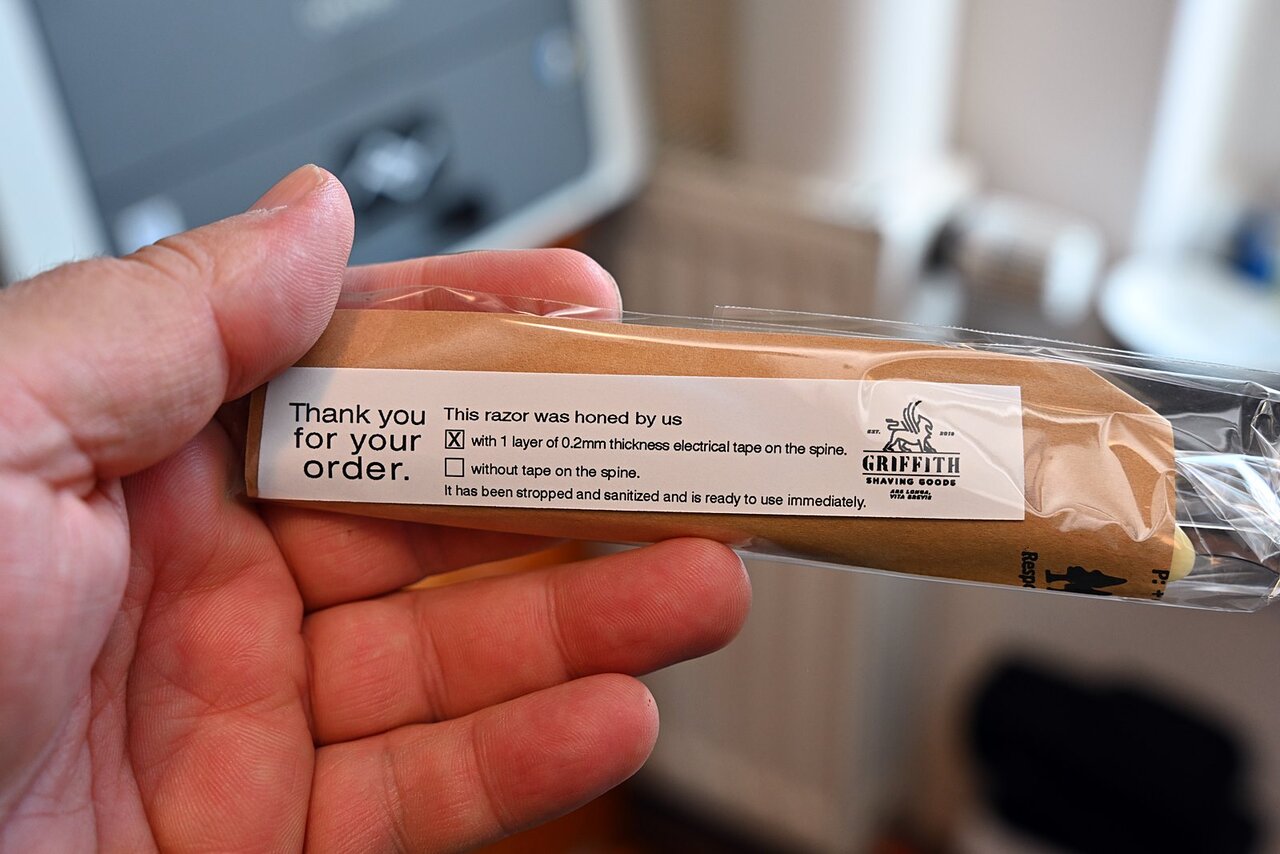 Thank you
for your
order.
This razor was honed by us
X with 1 layer of 0.2mm thickness electrical tape on the spine.
without tape on the spine.
It has been stropped and sanitized and is ready to use immediately.
EST. 2019
GRIFFITH
SHAVING GOODS
ARS LONGA,
VITA BREVIS
Resp